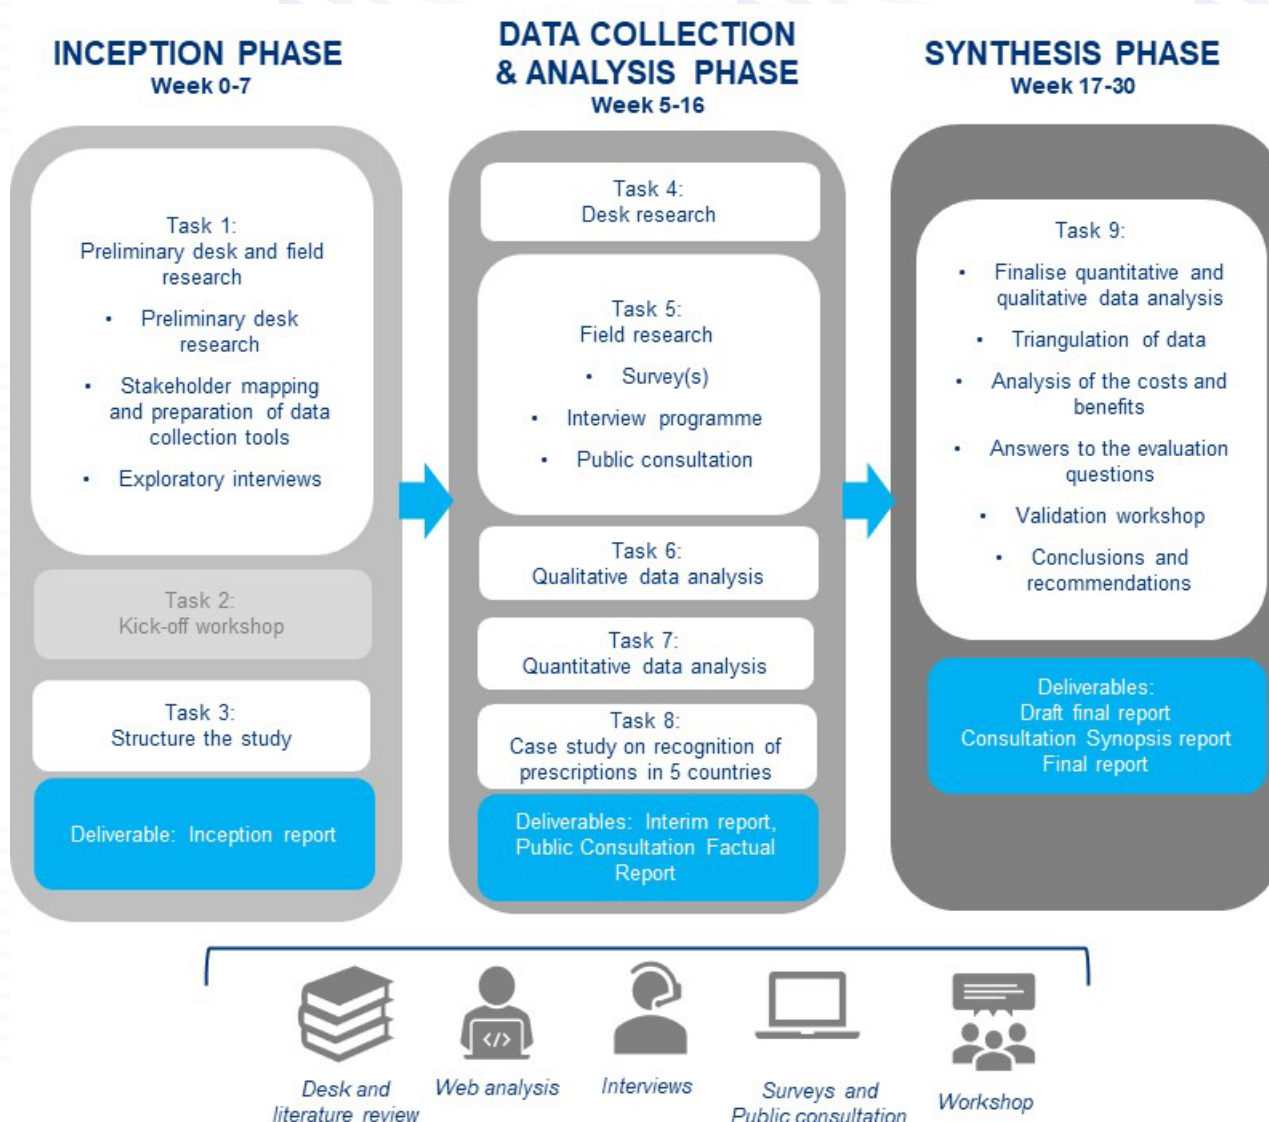 INCEPTION PHASE
Week 0-7
Task 1:
Preliminary desk and field
research
• Preliminary desk
research
• Stakeholder mapping
and preparation of data
collection tools
• Exploratory interviews
Task 2:
Kick-off workshop
Task 3:
Structure the study
Deliverable: Inception report
DATA COLLECTION
& ANALYSIS PHASE
Week 5-16
Task 4:
Desk research
Task 5:
Field research
• Survey(s)
• Interview programme
• Public consultation
Task 6:
Qualitative data analysis
Task 7:
Quantitative data analysis
Task 8:
Case study on recognition of
prescriptions in 5 countries
Deliverables: Interim report,
Public Consultation Factual
Report
SYNTHESIS PHASE
Week 17-30
Task 9:
• Finalise quantitative and
qualitative data analysis
• Triangulation of data
• Analysis of the costs and
benefits
• Answers to the evaluation
questions
• Validation workshop
• Conclusions and
recommendations
Deliverables:
Draft final report
Consultation Synopsis report
Final report
</>
Desk and
literature review
Web analysis
Interviews
Surveys and
Public consultation
Workshop